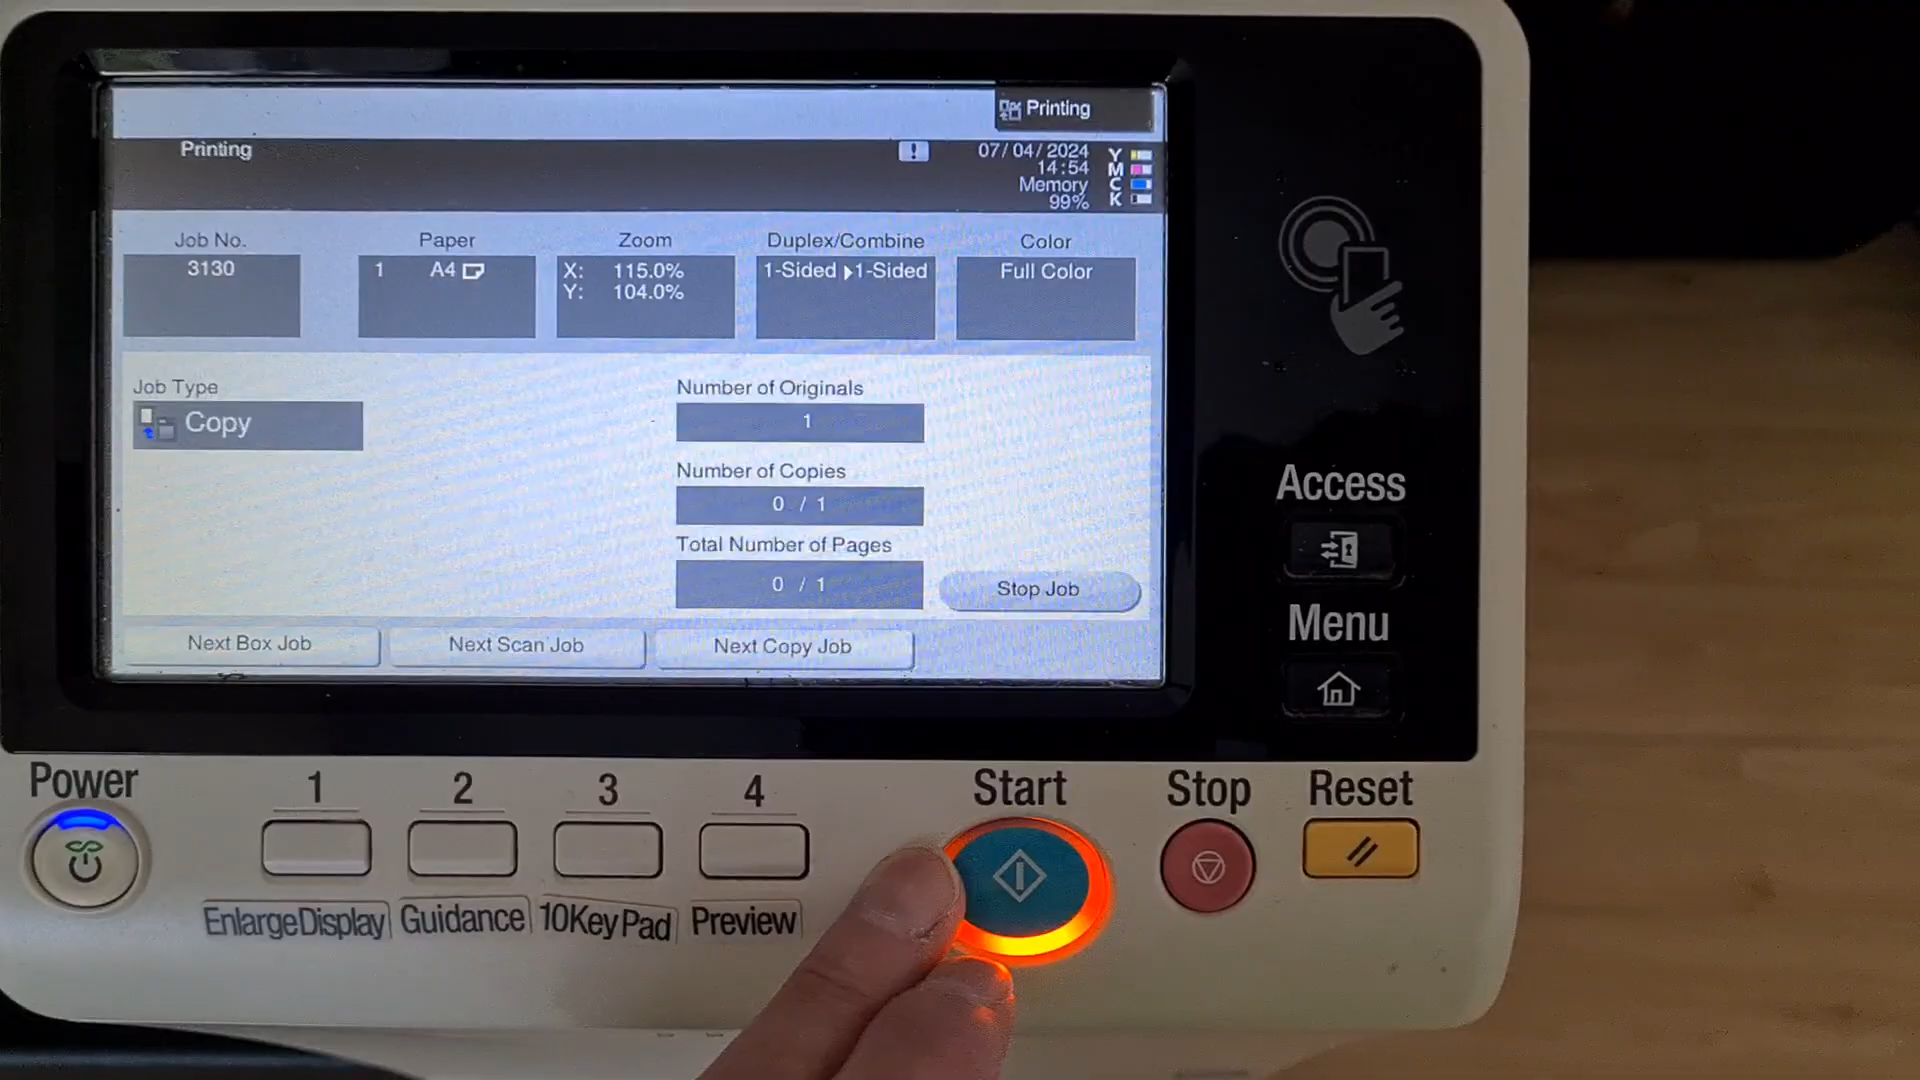 Printing
Printing
!
07/04/2024
14:54
Memory
99%
Y
M
C
K
Job No.
3130
Paper
1 A4
Zoom
X: 115.0%
Y: 104.0%
Duplex/Combine
1-Sided 1-Sided
Color
Full Color
Job Type
Copy
Number of Originals
1
Number of Copies
0 / 1
Total Number of Pages
0 / 1
Stop Job
Next Box Job
Next Scan Job
Next Copy Job
Access
Menu
Power
1
2
3
4
Start
Stop
Reset
EnlargeDisplay
Guidance
10KeyPad
Preview